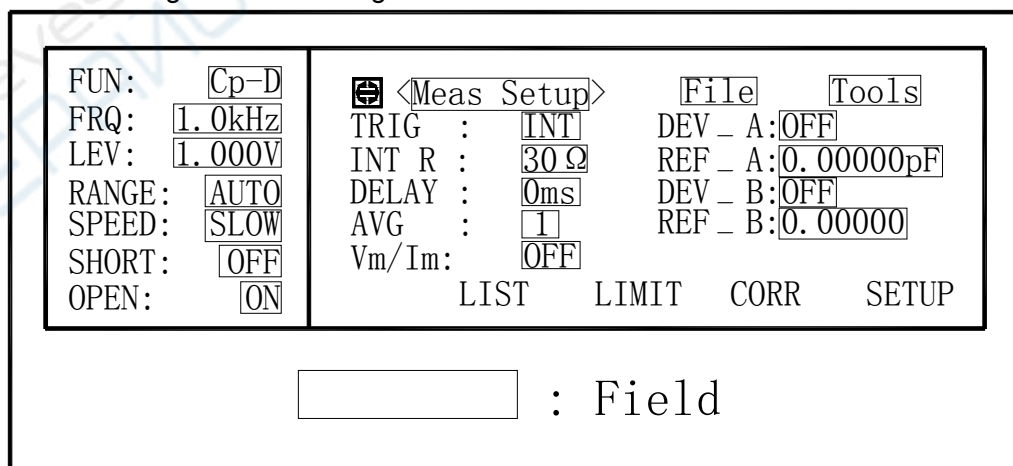 FUN: Cp-D
FRQ: 1.0kHz
LEV: 1.000V
RANGE: AUTO
SPEED: SLOW
SHORT: OFF
OPEN: ON
<Meas Setup> File Tools
TRIG : INT DEV_A:OFF
INT R : 30Ω REF_A:0.00000pF
DELAY : 0ms DEV_B:OFF
AVG : 1 REF_B:0.00000
Vm/Im: OFF
LIST LIMIT CORR SETUP
: Field